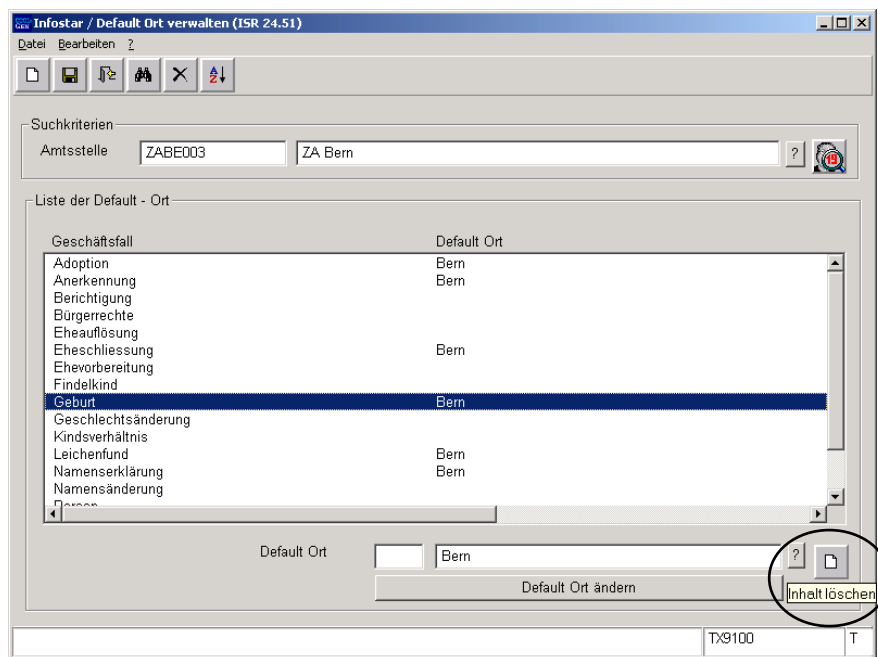 Infostar / Default Ort verwalten (ISR 24.51)
Datei Bearbeiten ?
Suchkriterien
Amtsstelle ZABE003 ZA Bern ?
19
Liste der Default - Ort
Geschäftsfall Default Ort
Adoption Bern
Anerkennung Bern
Berichtigung
Bürgerrechte
Eheauflösung
Eheschliessung Bern
Ehevorbereitung
Findelkind
Geburt Bern
Geschlechtsänderung
Kindsverhältnis
Leichenfund Bern
Namenserklärung Bern
Namensänderung
Person
Default Ort Bern ?
Default Ort ändern
Inhalt löschen
TX9100 T